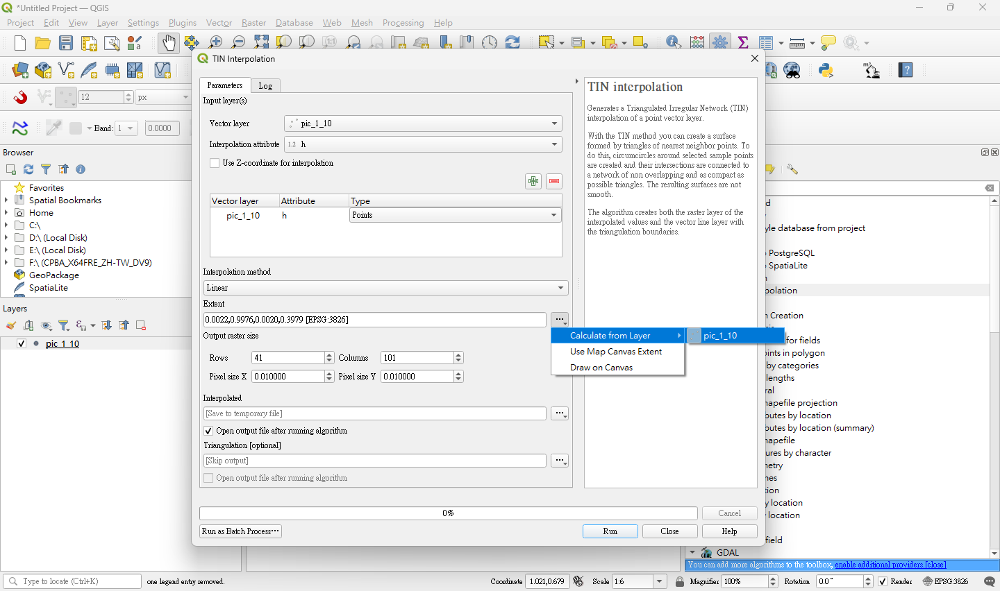 *Untitled Project — QGIS
Project Edit View Layer Settings Plugins Vector Raster Database Web Mesh Processing Help
12 px
Band: 1 0.0000
Browser
Favorites
Spatial Bookmarks
Home
C:\
D:\ (Local Disk)
E:\ (Local Disk)
F:\ (CPBA_X64FRE_ZH-TW_DV9)
GeoPackage
SpatiaLite
Layers
pic_1_10
TIN Interpolation
Parameters Log
Input layer(s)
Vector layer pic_1_10
Interpolation attribute 1.2 h
Use Z-coordinate for interpolation
Vector layer Attribute Type
pic_1_10 h Points
Interpolation method
Linear
Extent
0.0022,0.9976,0.0020,0.3979 [EPSG:3826]
Output raster size
Rows 41 Columns 101
Pixel size X 0.010000 Pixel size Y 0.010000
Interpolated
[Save to temporary file]
Open output file after running algorithm
Triangulation [optional]
[Skip output]
Open output file after running algorithm
0% Cancel
Run as Batch Process… Run Close Help
Calculate from Layer pic_1_10
Use Map Canvas Extent
Draw on Canvas
TIN interpolation
Generates a Triangulated Irregular Network (TIN)
interpolation of a point vector layer.
With the TIN method you can create a surface
formed by triangles of nearest neighbor points. To
do this, circumcircles around selected sample points
are created and their intersections are connected to
a network of non overlapping and as compact as
possible triangles. The resulting surfaces are not
smooth.
The algorithm creates both the raster layer of the
interpolated values and the vector line layer with
the triangulation boundaries.
d
yle database from project
PostgreSQL
SpatiaLite
n
polation
n Creation
for fields
ints in polygon
by categories
lengths
ral
hapefile projection
butes by location
butes by location (summary)
hapefile
ures by character
metry
nes
tion
y location
location
field
GDAL
You can add more algorithms to the toolbox, enable additional providers.[close]
Type to locate (Ctrl+K) one legend entry removed. Coordinate 1.021,0.679 Scale 1:6 Magnifier 100% Rotation 0.0 ° Render EPSG:3826